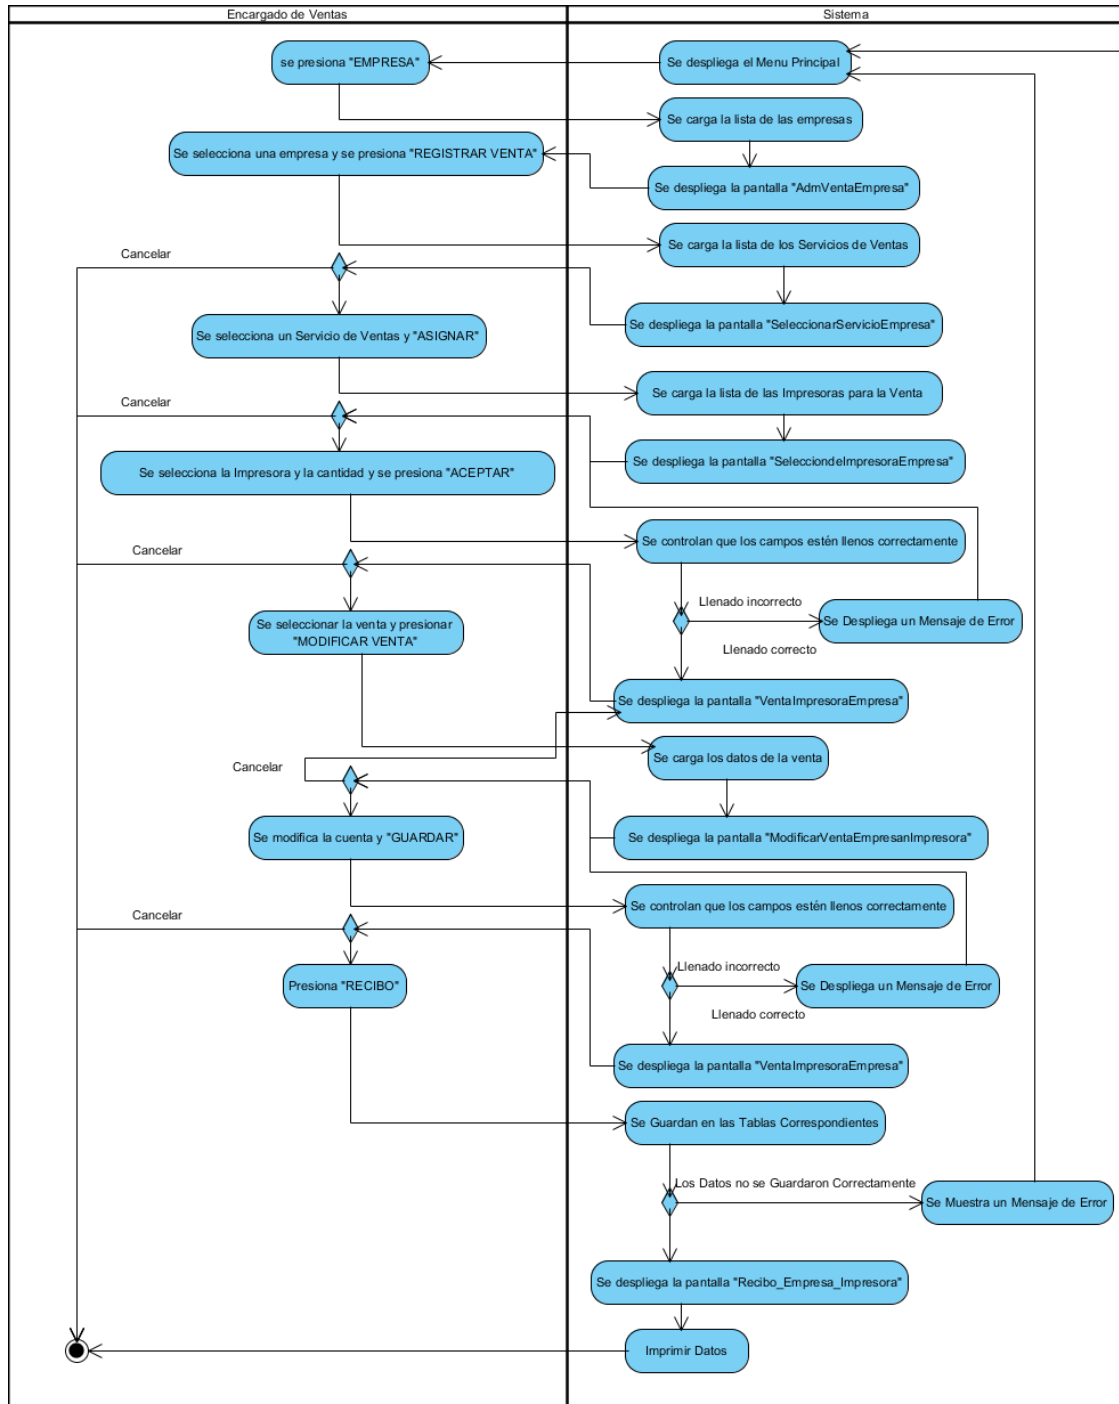 Encargado de Ventas
Sistema
se presiona "EMPRESA"
Se despliega el Menu Principal
Se carga la lista de las empresas
Se selecciona una empresa y se presiona "REGISTRAR VENTA"
Se despliega la pantalla "AdmVentaEmpresa"
Se carga la lista de los Servicios de Ventas
Cancelar
Se selecciona un Servicio de Ventas y "ASIGNAR"
Se despliega la pantalla "SeleccionarServicioEmpresa"
Se carga la lista de las Impresoras para la Venta
Cancelar
Se selecciona la Impresora y la cantidad y se presiona "ACEPTAR"
Se despliega la pantalla "SelecciondeImpresoraEmpresa"
Se controlan que los campos estén llenos correctamente
Cancelar
Llenado incorrecto
Se seleccionar la venta y presionar
"MODIFICAR VENTA"
Se Despliega un Mensaje de Error
Llenado correcto
Se despliega la pantalla "VentaImpresoraEmpresa"
Se carga los datos de la venta
Cancelar
Se modifica la cuenta y "GUARDAR"
Se despliega la pantalla "ModificarVentaEmpresanImpresora"
Se controlan que los campos estén llenos correctamente
Cancelar
Llenado incorrecto
Presiona "RECIBO"
Se Despliega un Mensaje de Error
Llenado correcto
Se despliega la pantalla "VentaImpresoraEmpresa"
Se Guardan en las Tablas Correspondientes
Los Datos no se Guardaron Correctamente
Se Muestra un Mensaje de Error
Se despliega la pantalla "Recibo_Empresa_Impresora"
Imprimir Datos